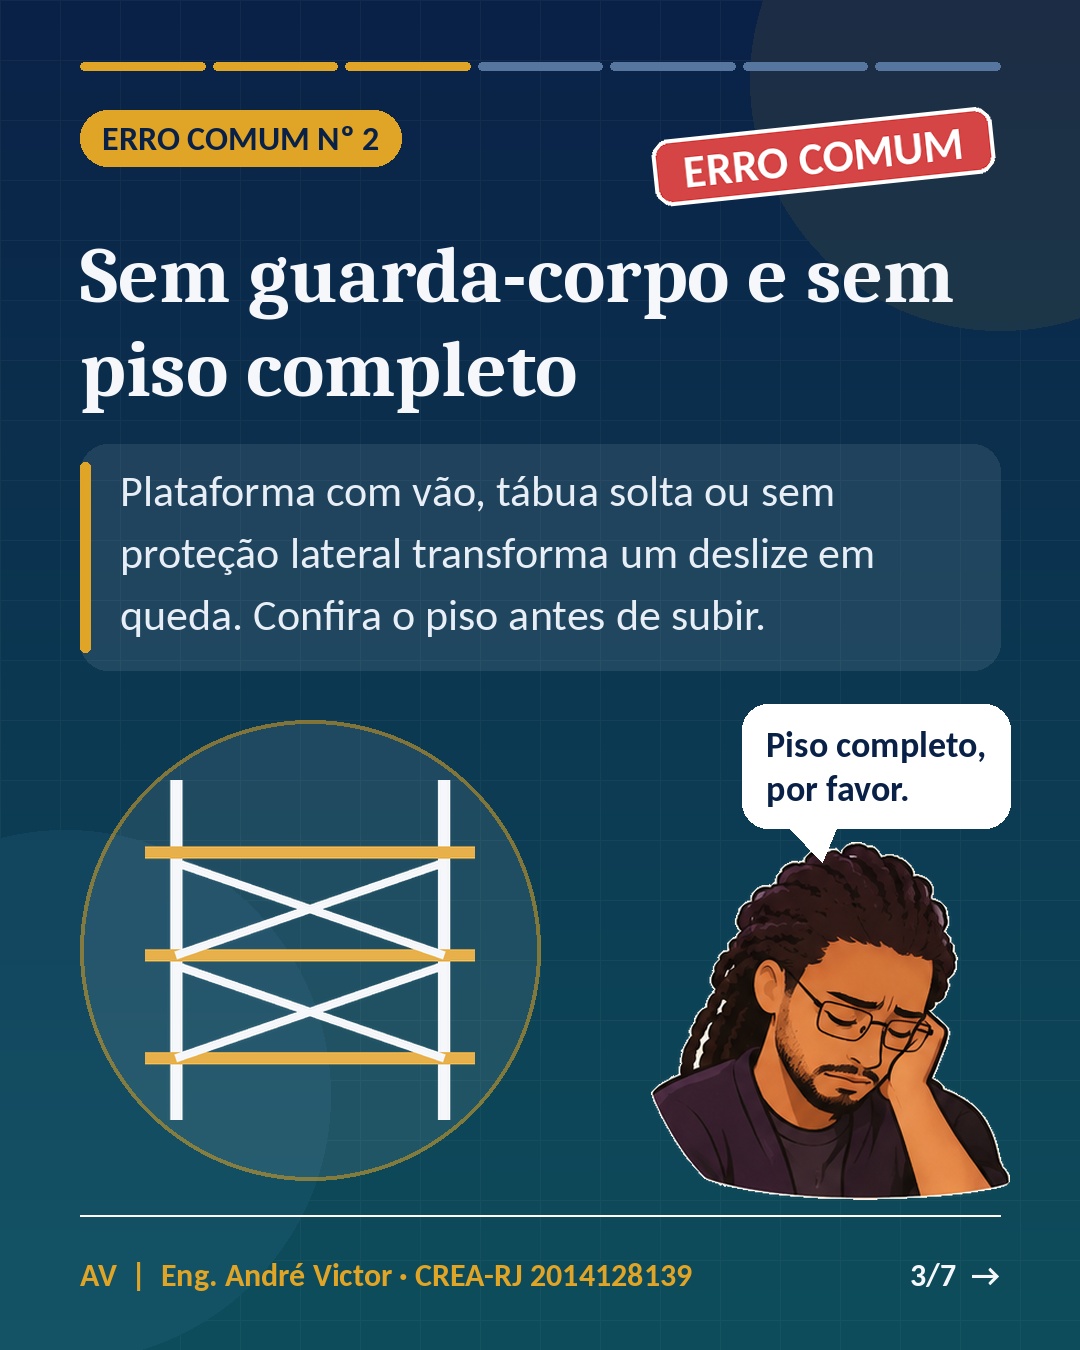 ERRO COMUM Nº 2
ERRO COMUM
Sem guarda-corpo e sem
piso completo
Plataforma com vão, tábua solta ou sem
proteção lateral transforma um deslize em
queda. Confira o piso antes de subir.
Piso completo,
por favor.
AV | Eng. André Victor · CREA-RJ 2014128139
3/7 →